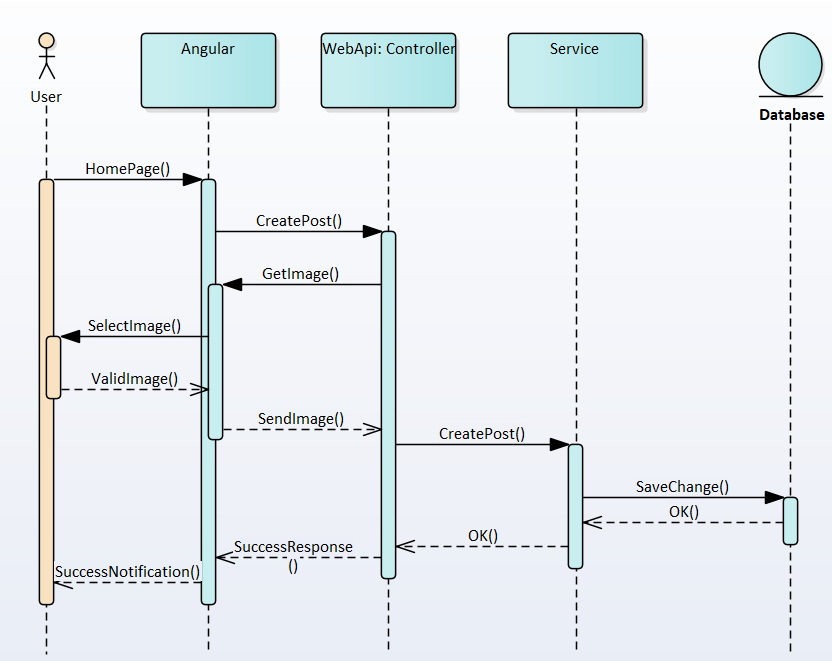 Angular
WebApi: Controller
Service
User
Database
HomePage()
CreatePost()
GetImage()
SelectImage()
ValidImage()
SendImage()
CreatePost()
SaveChange()
OK()
OK()
SuccessResponse
()
SuccessNotification()